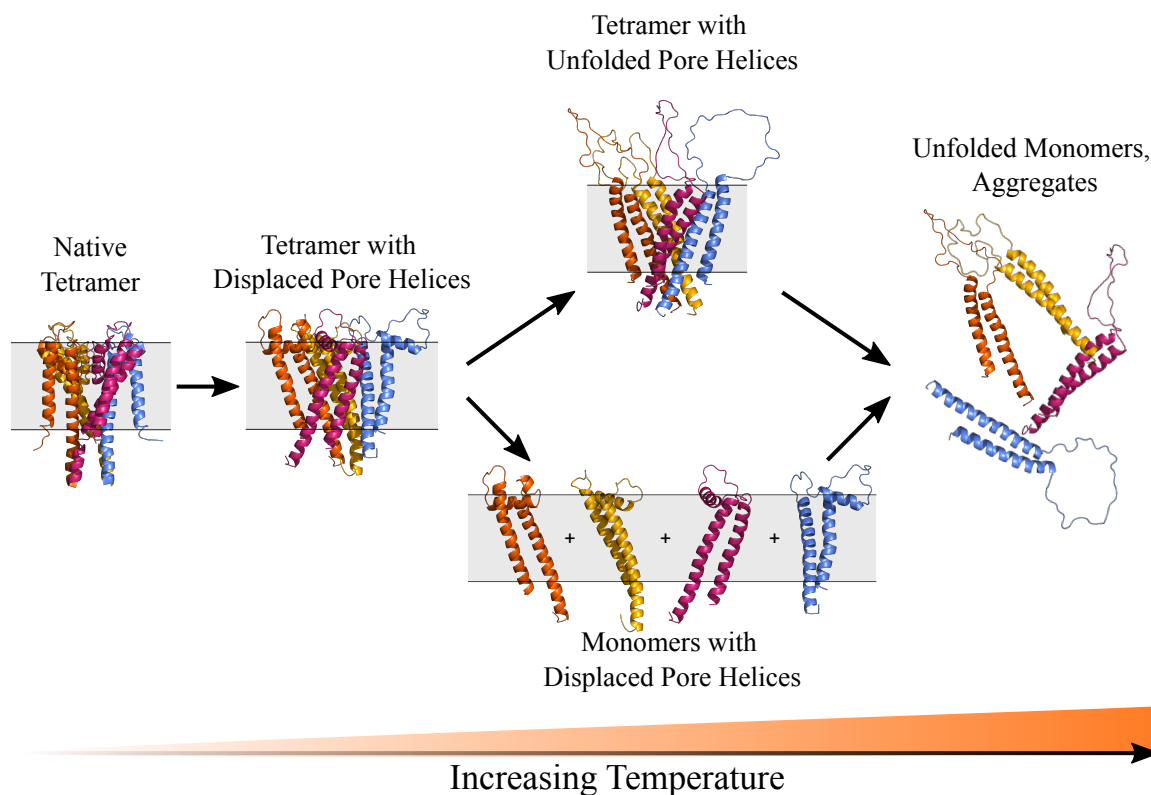 Tetramer with
Unfolded Pore Helices
Unfolded Monomers,
Aggregates
Native
Tetramer
Tetramer with
Displaced Pore Helices
+
+
+
Monomers with
Displaced Pore Helices
Increasing Temperature